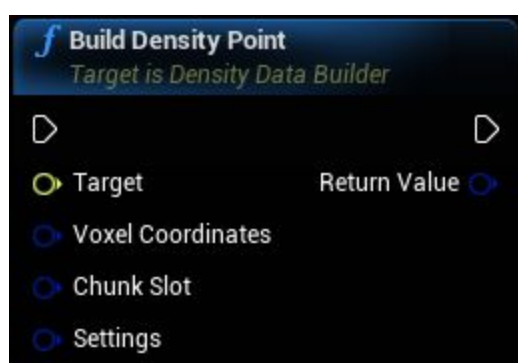 f Build Density Point
Target is Density Data Builder
Target
Return Value
Voxel Coordinates
Chunk Slot
Settings